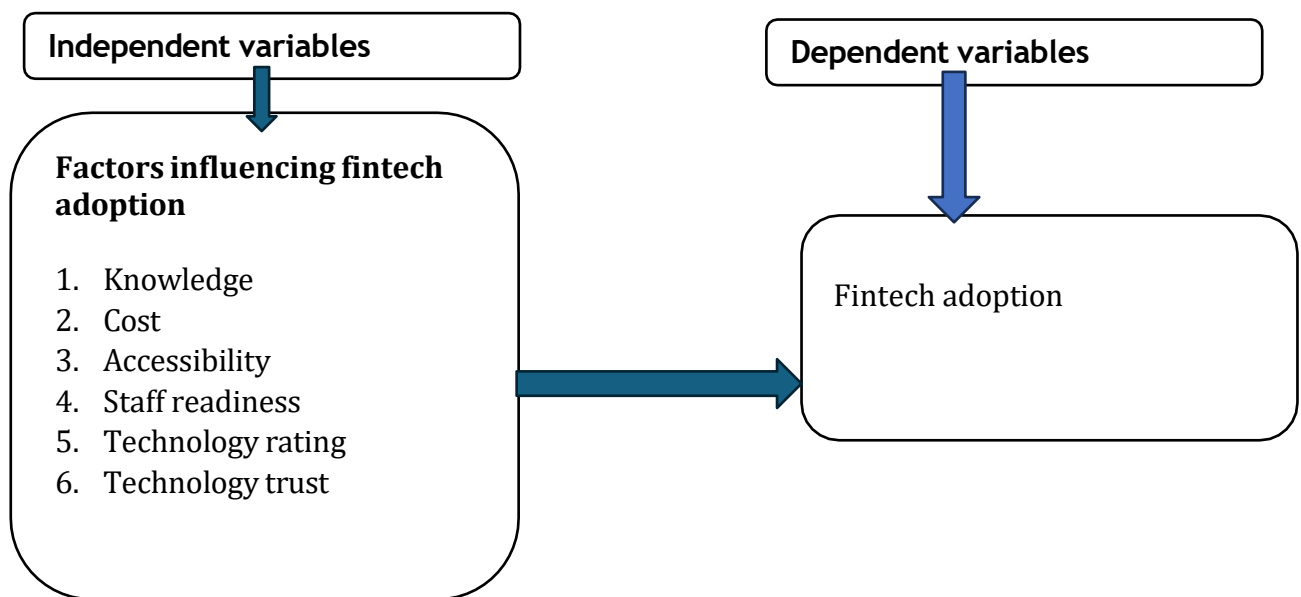 Independent variables
Dependent variables
Factors influencing fintech
adoption
1. Knowledge
2. Cost
3. Accessibility
4. Staff readiness
5. Technology rating
6. Technology trust
Fintech adoption